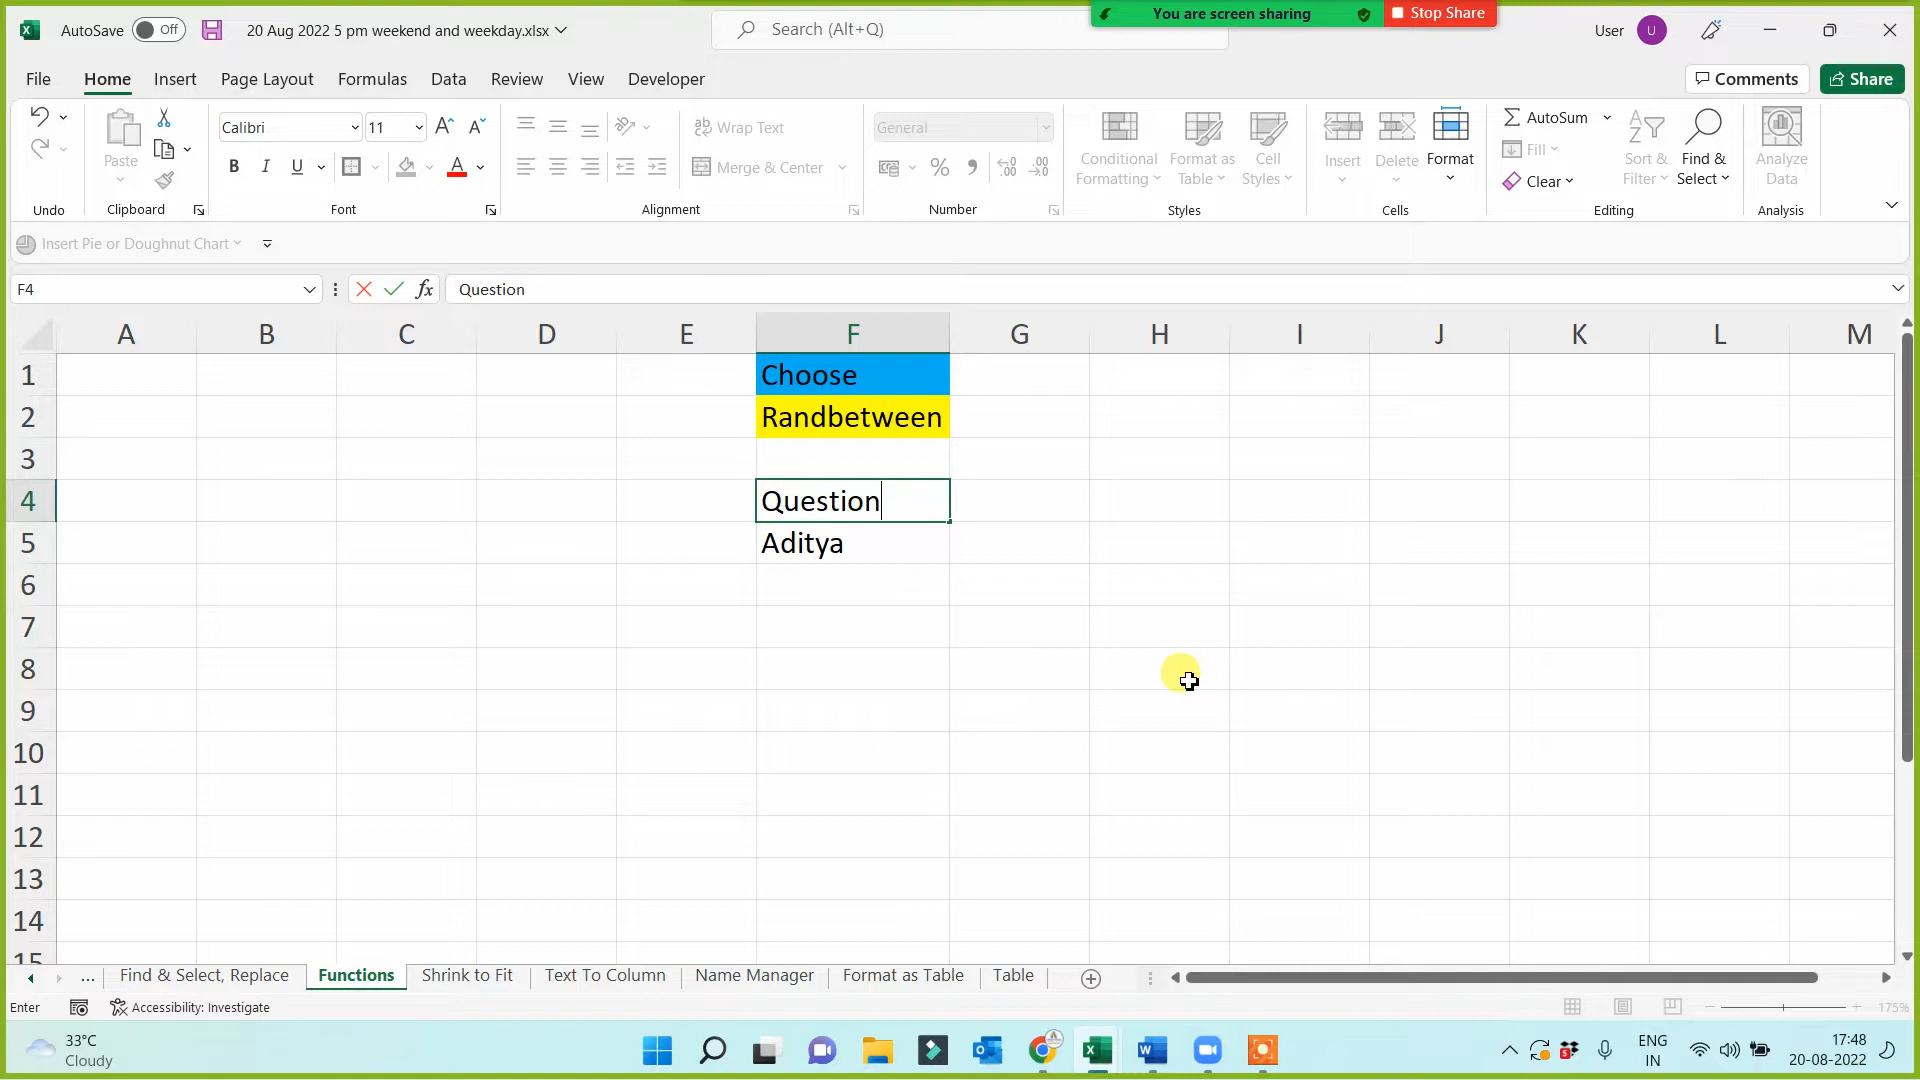 You are screen sharing
Stop Share
AutoSave Off 20 Aug 2022 5 pm weekend and weekday.xlsx Search (Alt+Q) User U
File Home Insert Page Layout Formulas Data Review View Developer Comments Share
Calibri 11 Wrap Text General AutoSum
Paste B I U Merge & Center Conditional Formatting Format as Table Cell Styles Insert Delete Format Fill Clear Sort & Filter Find & Select Analyze Data
Undo Clipboard Font Alignment Number Styles Cells Editing Analysis
Insert Pie or Doughnut Chart
F4 fx Question
A B C D E F G H I J K L M
1 Choose
2 Randbetween
3
4 Question
5 Aditya
6
7
8
9
10
11
12
13
14
15
... Find & Select, Replace Functions Shrink to Fit Text To Column Name Manager Format as Table Table
Enter Accessibility: Investigate 175%
33°C
Cloudy
ENG
IN
17:48
20-08-2022